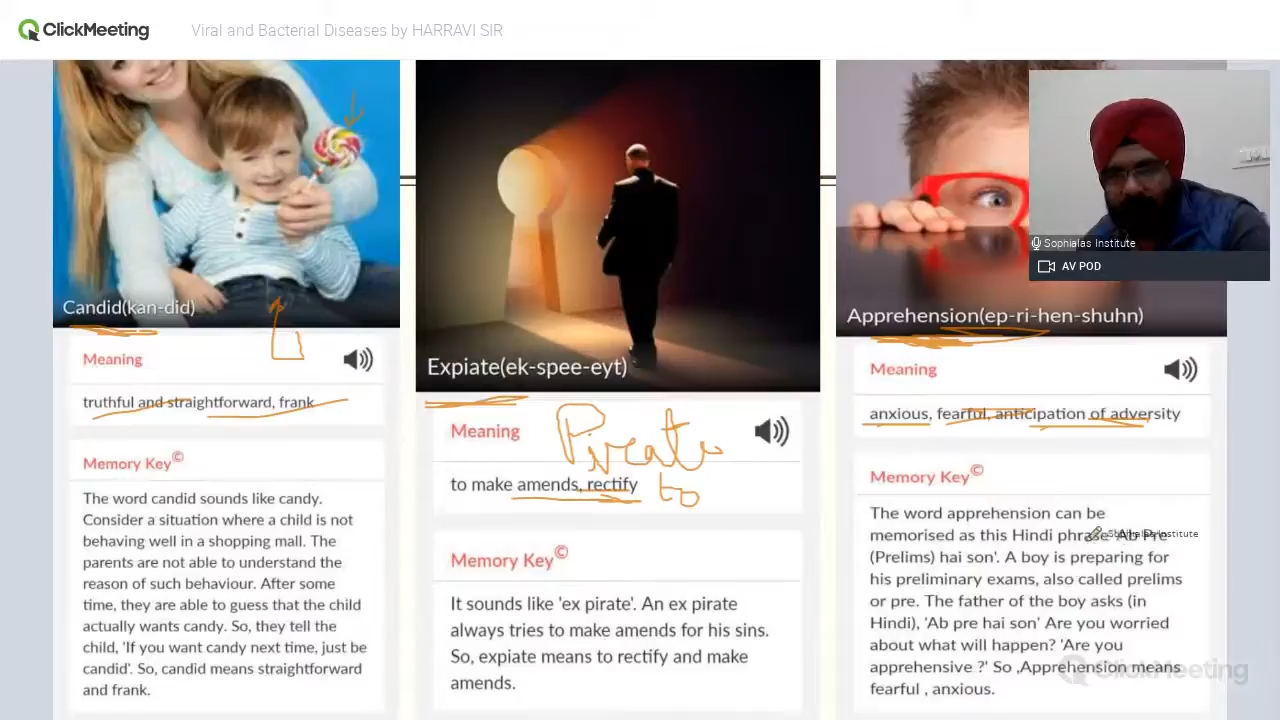 ClickMeeting
Viral and Bacterial Diseases by HARRAVI SIR
Candid(kan-did)
Meaning
truthful and straightforward, frank
Memory Key©
The word candid sounds like candy.
Consider a situation where a child is not
behaving well in a shopping mall. The
parents are not able to understand the
reason of such behaviour. After some
time, they are able to guess that the child
actually wants candy. So, they tell the
child, 'If you want candy next time, just be
candid'. So, candid means straightforward
and frank.
Expiate(ek-spee-eyt)
Meaning
Pirate
to make amends, rectify
to
Memory Key©
It sounds like 'ex pirate'. An ex pirate
always tries to make amends for his sins.
So, expiate means to rectify and make
amends.
Sophialas Institute
AV POD
Apprehension(ep-ri-hen-shuhn)
Meaning
anxious, fearful, anticipation of adversity
Memory Key©
The word apprehension can be
memorised as this Hindi phrase 'Ab Pre
Sophialas Institute
(Prelims) hai son'. A boy is preparing for
his preliminary exams, also called prelims
or pre. The father of the boy asks (in
Hindi), 'Ab pre hai son' Are you worried
about what will happen? 'Are you
apprehensive ?' So ,Apprehension means
fearful , anxious.
ClickMeeting